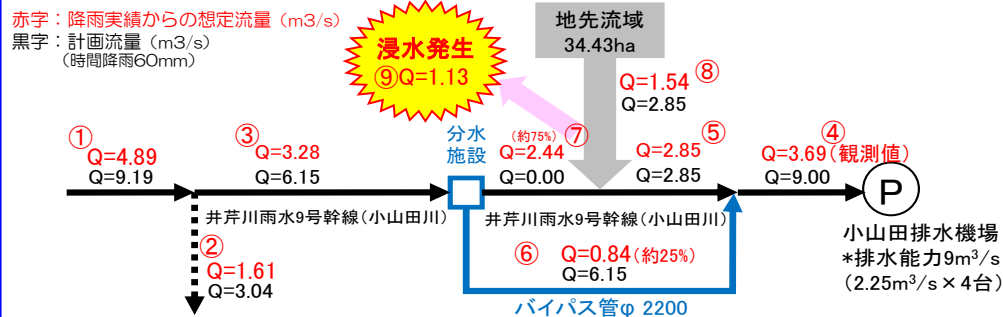 赤字：降雨実績からの想定流量（m3/s）
黒字：計画流量（m3/s）
（時間降雨60mm）
浸水発生
⑨Q=1.13
地先流域
34.43ha
Q=1.54 ⑧
Q=2.85
①
Q=4.89
Q=9.19
③
Q=3.28
Q=6.15
分水
施設
（約75%）⑦
Q=2.44
Q=0.00
⑤
Q=2.85
Q=2.85
④
Q=3.69（観測値）
Q=9.00
P
井芹川雨水9号幹線（小山田川）
井芹川雨水9号幹線（小山田川）
②
Q=1.61
Q=3.04
⑥ Q=0.84（約25%）
Q=6.15
バイパス管φ 2200
小山田排水機場
*排水能力9m³/s
（2.25m³/s×4台）